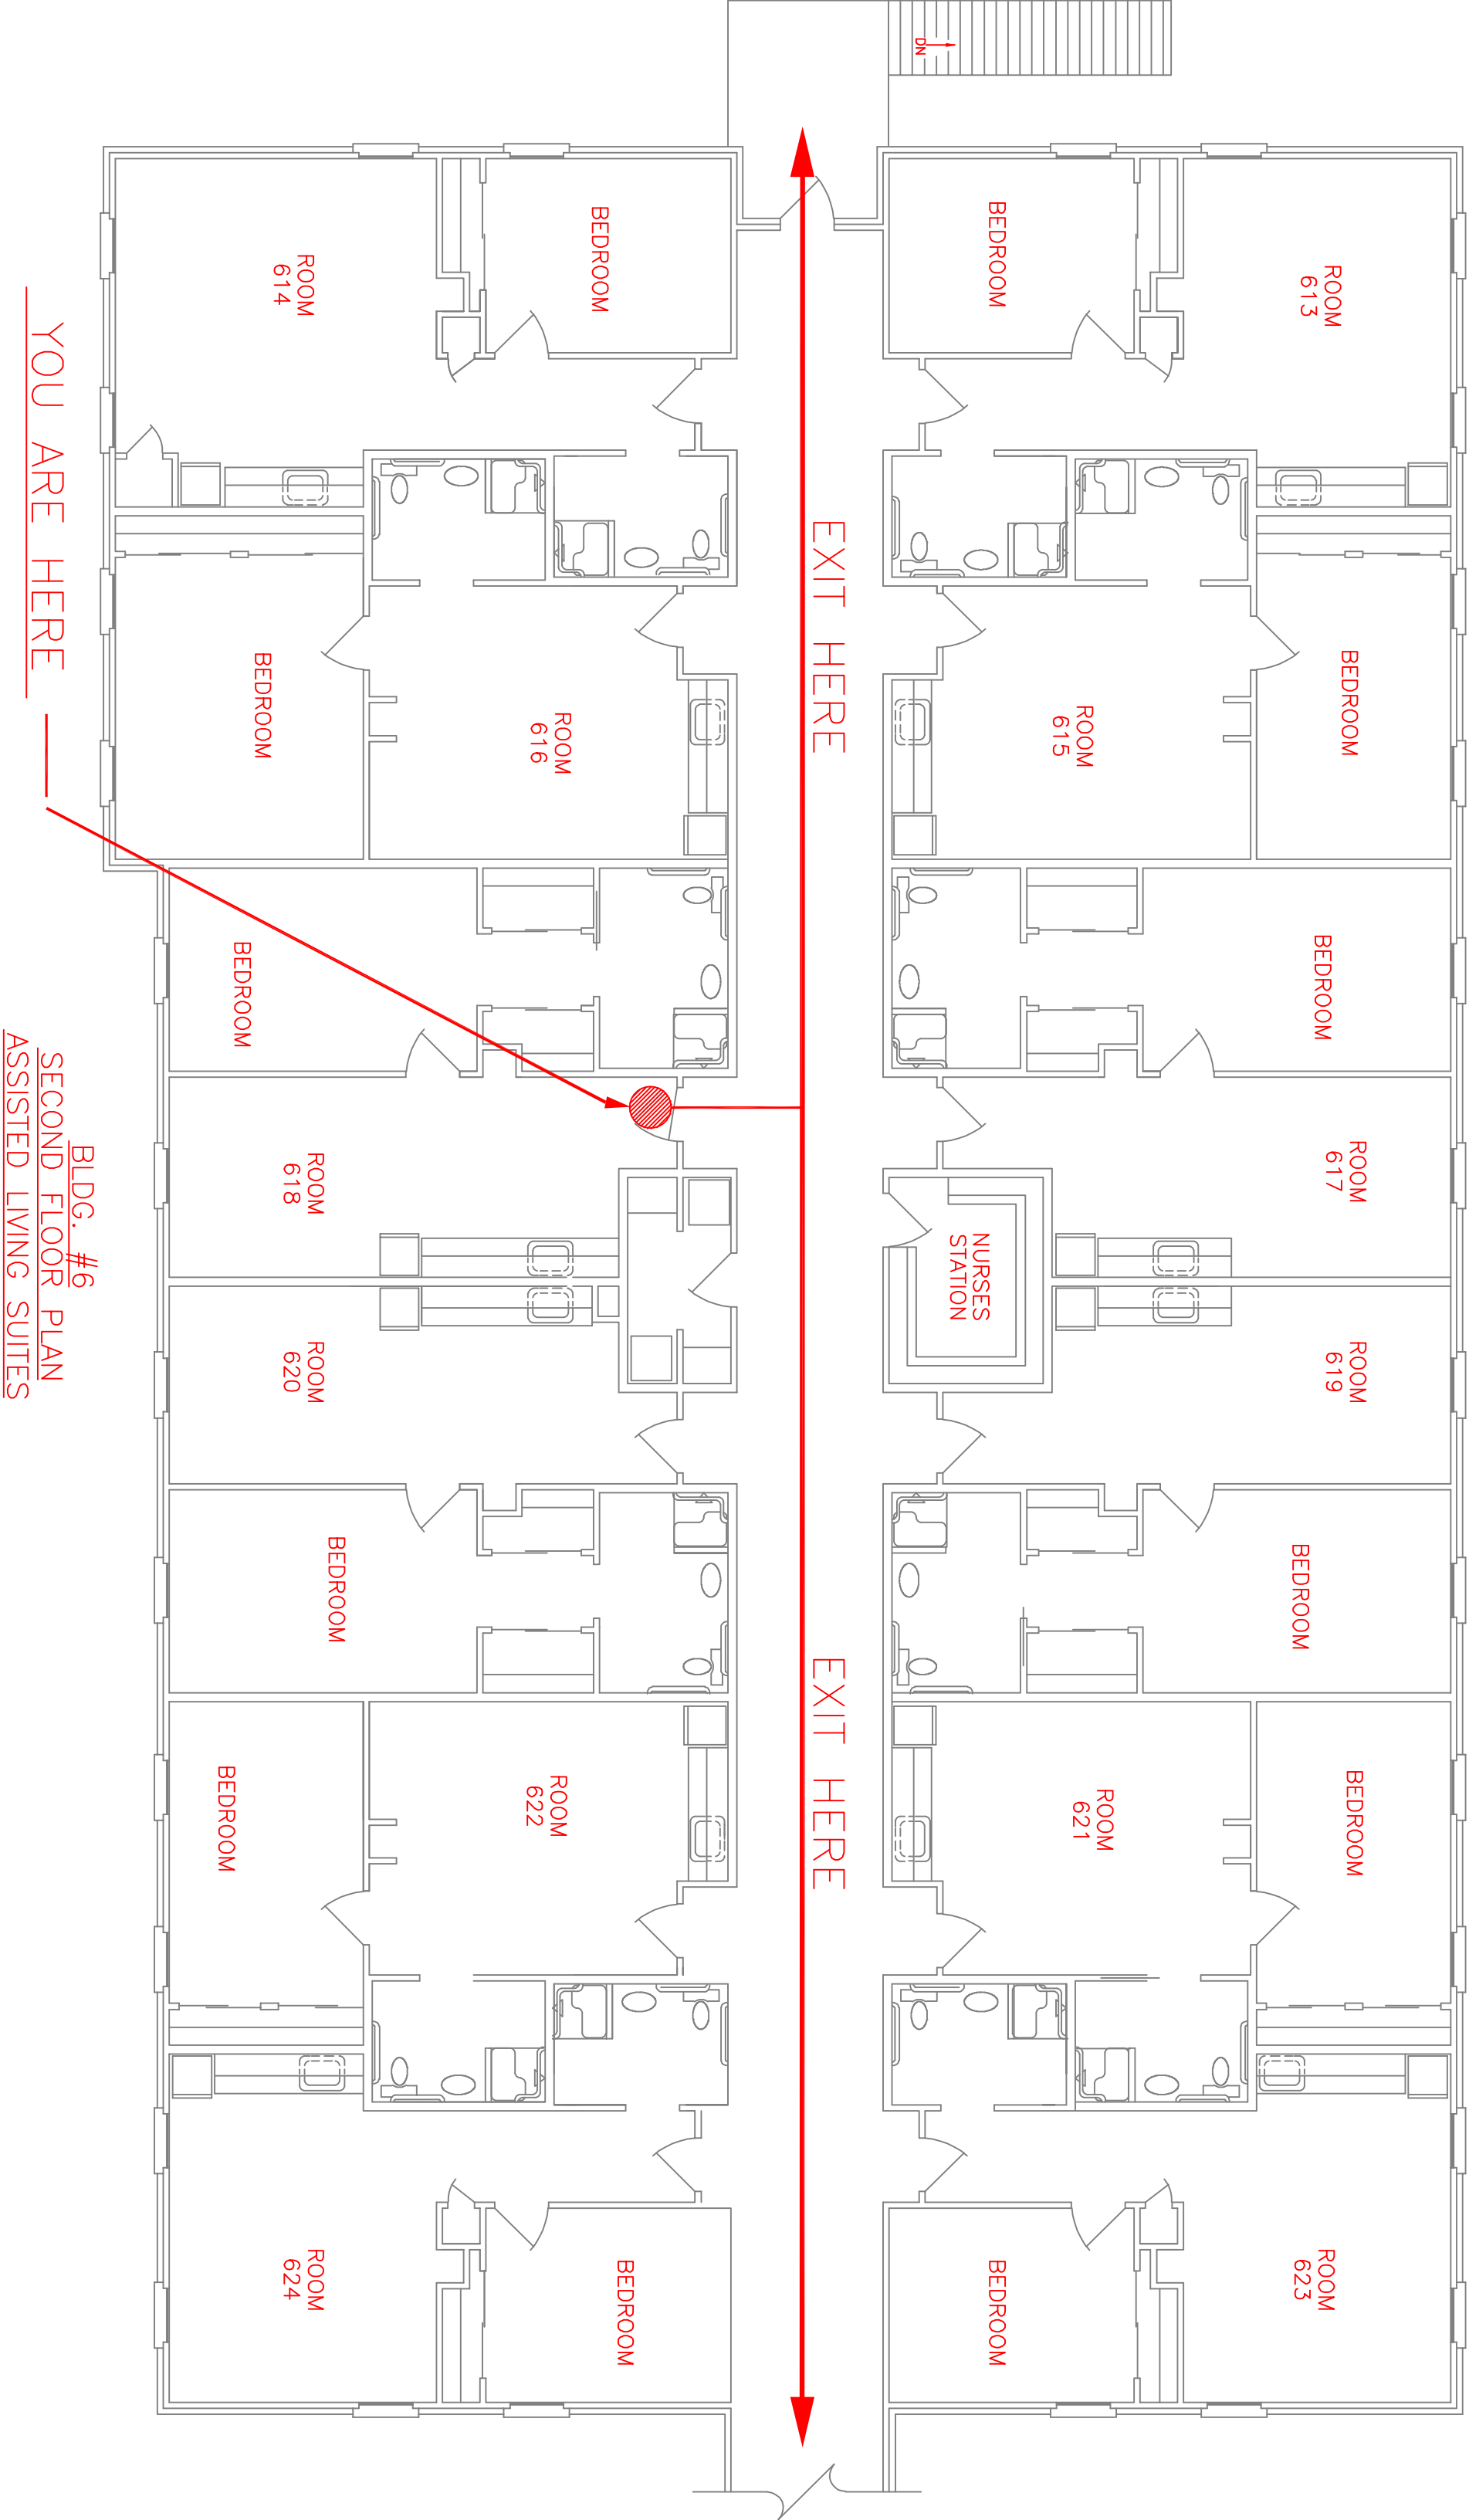 ROOM
613
BEDROOM
BEDROOM
ROOM
617
ROOM
619
BEDROOM
BEDROOM
ROOM
623
BEDROOM
ROOM
615
NURSES
STATION
ROOM
621
BEDROOM
DN
EXIT HERE
EXIT HERE
BEDROOM
ROOM
616
ROOM
622
BEDROOM
ROOM
614
BEDROOM
BEDROOM
ROOM
618
ROOM
620
BEDROOM
BEDROOM
ROOM
624
YOU ARE HERE
BLDG. #6
SECOND FLOOR PLAN
ASSISTED LIVING SUITES